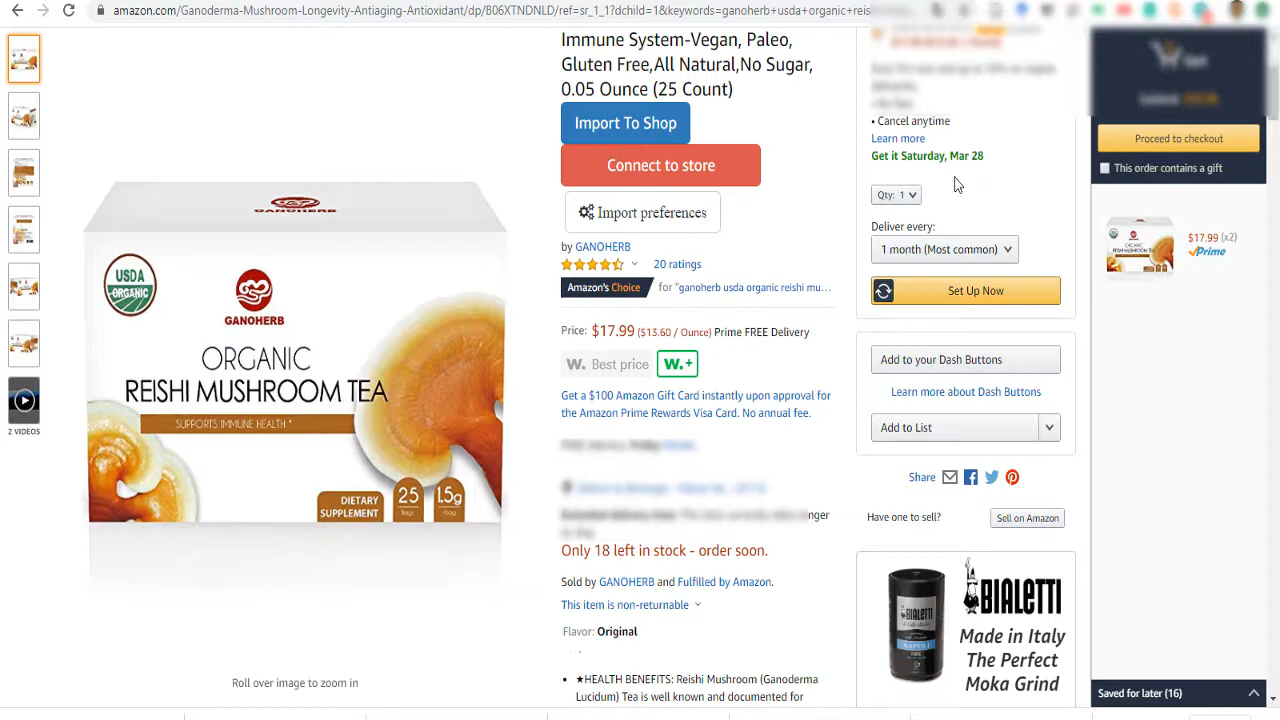 amazon.com/Ganoderma-Mushroom-Longevity-Antiaging-Antioxidant/dp/B06XTNDNLD/ref=sr_1_1?dchild=1&keywords=ganoherb+usda+organic+reis
Immune System-Vegan, Paleo,
Gluten Free,All Natural,No Sugar,
0.05 Ounce (25 Count)
Import To Shop
Connect to store
Import preferences
by GANOHERB
20 ratings
Amazon's Choice for "ganoherb usda organic reishi mu…
Price: $17.99 ($13.60 / Ounce) Prime FREE Delivery
W. Best price W.+
Get a $100 Amazon Gift Card instantly upon approval for
the Amazon Prime Rewards Visa Card. No annual fee.
Only 18 left in stock - order soon.
Sold by GANOHERB and Fulfilled by Amazon.
This item is non-returnable
Flavor: Original
• ★HEALTH BENEFITS: Reishi Mushroom (Ganoderma
Lucidum) Tea is well known and documented for
2 VIDEOS
GANOHERB
USDA
ORGANIC
GANOHERB
ORGANIC
REISHI MUSHROOM TEA
SUPPORTS IMMUNE HEALTH *
DIETARY
SUPPLEMENT
25
Bags
1.5g
/Bag
Roll over image to zoom in
• Cancel anytime
Learn more
Get it Saturday, Mar 28
Qty: 1
Deliver every:
1 month (Most common)
Set Up Now
Add to your Dash Buttons
Learn more about Dash Buttons
Add to List
Share
Have one to sell?
Sell on Amazon
BIALETTI
NAPOLI
Made in Italy
The Perfect
Moka Grind
Proceed to checkout
This order contains a gift
ORGANIC
REISHI MUSHROOM TEA
$17.99 (x2)
Prime
Saved for later (16)